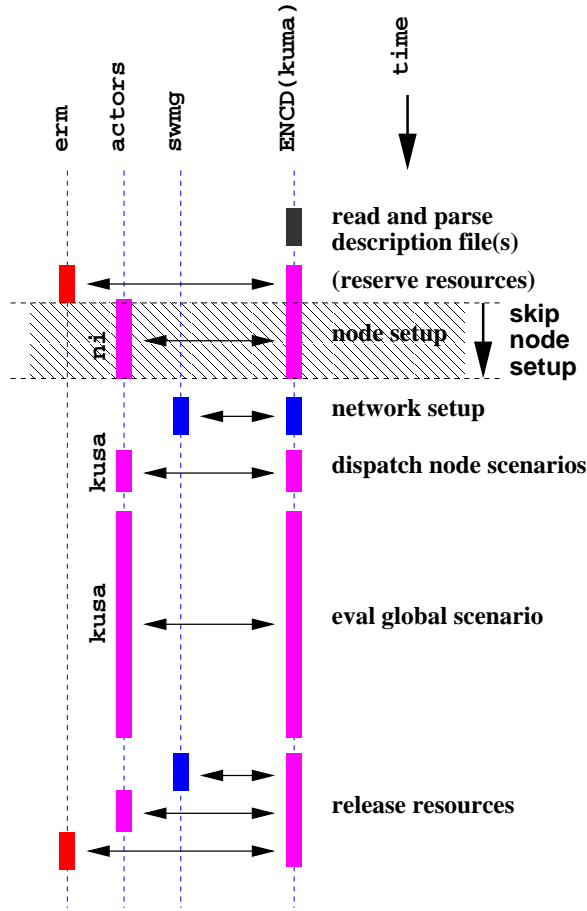 erm
actors
swmg
ENCD(kuma)
time
read and parse
description file(s)
(reserve resources)
ni
node setup
skip
node
setup
network setup
kusa
dispatch node scenarios
kusa
eval global scenario
release resources